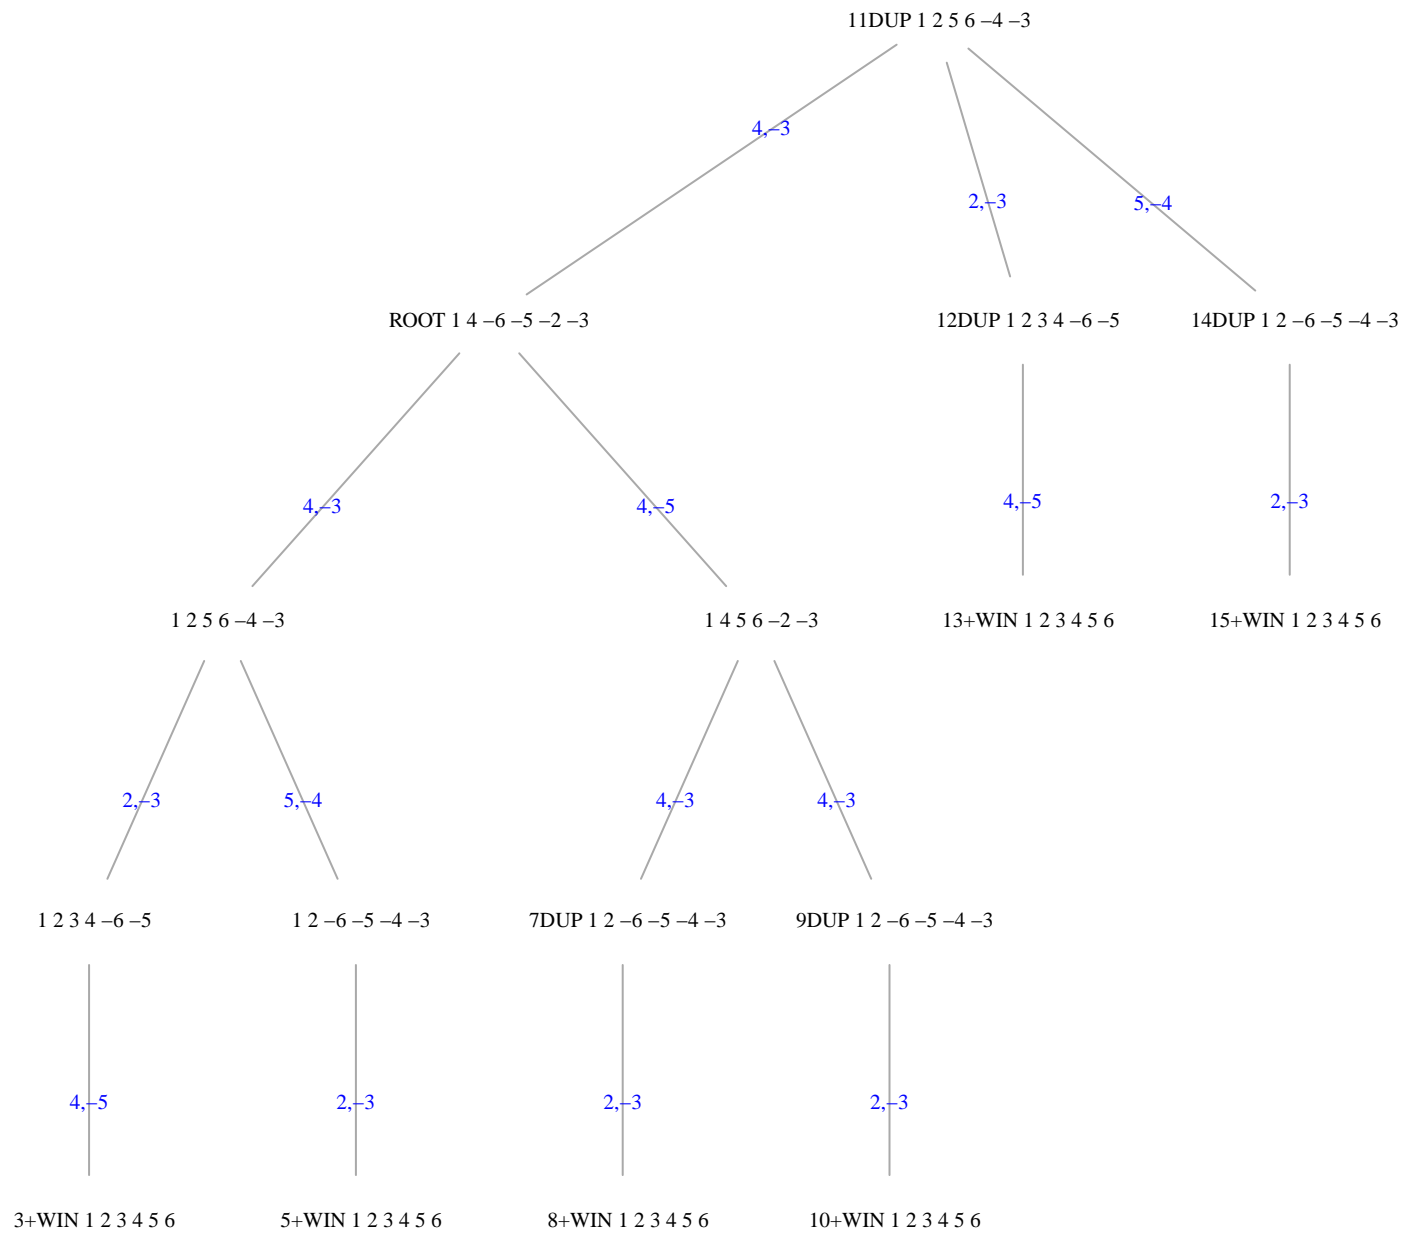 11DUP 1 2 5 6 –4 –3
4,–3
2,–3
5,–4
ROOT 1 4 –6 –5 –2 –3
12DUP 1 2 3 4 –6 –5
14DUP 1 2 –6 –5 –4 –3
4,–3
4,–5
4,–5
2,–3
1 2 5 6 –4 –3
1 4 5 6 –2 –3
13+WIN 1 2 3 4 5 6
15+WIN 1 2 3 4 5 6
2,–3
5,–4
4,–3
4,–3
1 2 3 4 –6 –5
1 2 –6 –5 –4 –3
7DUP 1 2 –6 –5 –4 –3
9DUP 1 2 –6 –5 –4 –3
4,–5
2,–3
2,–3
2,–3
3+WIN 1 2 3 4 5 6
5+WIN 1 2 3 4 5 6
8+WIN 1 2 3 4 5 6
10+WIN 1 2 3 4 5 6